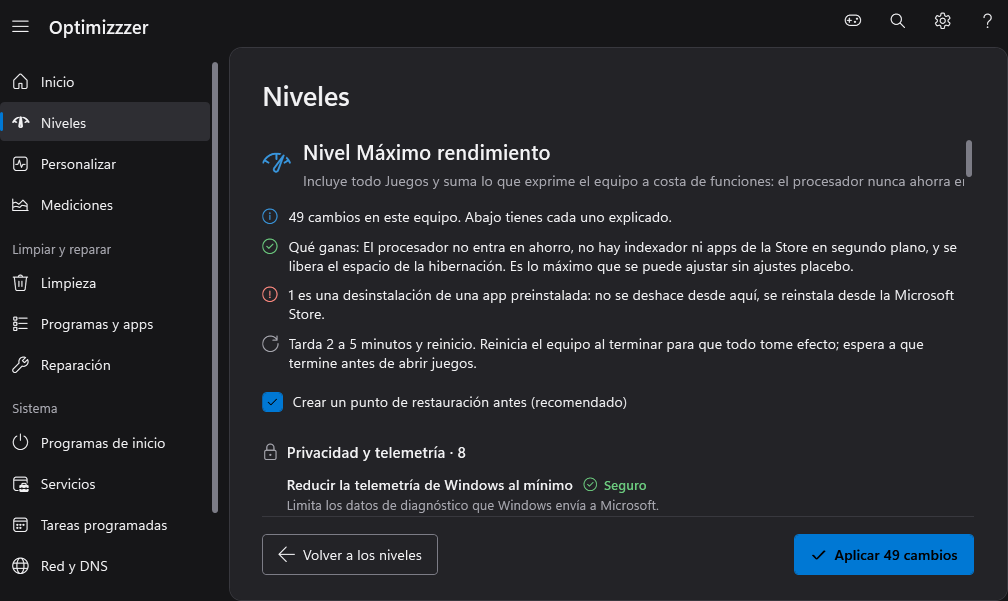 Optimizzzer
Inicio
Niveles
Personalizar
Mediciones
Limpiar y reparar
Limpieza
Programas y apps
Reparación
Sistema
Programas de inicio
Servicios
Tareas programadas
Red y DNS
Niveles
Nivel Máximo rendimiento
Incluye todo Juegos y suma lo que exprime el equipo a costa de funciones: el procesador nunca ahorra
49 cambios en este equipo. Abajo tienes cada uno explicado.
Qué ganas: El procesador no entra en ahorro, no hay indexador ni apps de la Store en segundo plano, y se
libera el espacio de la hibernación. Es lo máximo que se puede ajustar sin ajustes placebo.
1 es una desinstalación de una app preinstalada: no se deshace desde aquí, se reinstala desde la Microsoft
Store.
Tarda 2 a 5 minutos y reinicio. Reinicia el equipo al terminar para que todo tome efecto; espera a que
termine antes de abrir juegos.
Crear un punto de restauración antes (recomendado)
Privacidad y telemetría · 8
Reducir la telemetría de Windows al mínimo Seguro
Limita los datos de diagnóstico que Windows envía a Microsoft.
Volver a los niveles
Aplicar 49 cambios